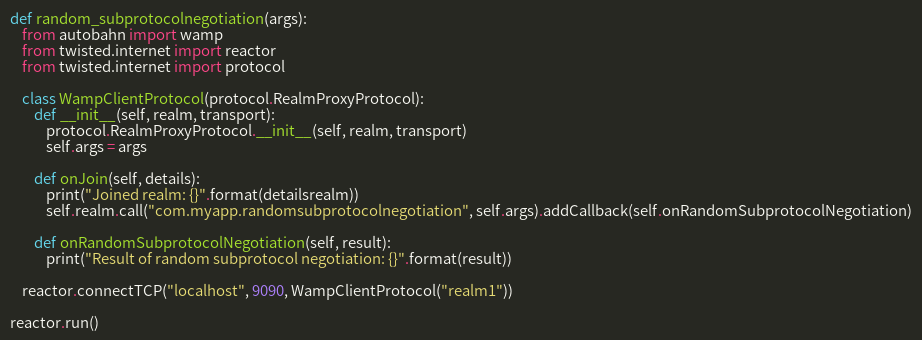 def random_subprotocolnegotiation(args):
from autobahn import wamp
from twisted.internet import reactor
from twisted.internet import protocol
class WampClientProtocol(protocol.RealmProxyProtocol):
def __init__(self, realm, transport):
protocol.RealmProxyProtocol.__init__(self, realm, transport)
self.args = args
def onJoin(self, details):
print("Joined realm: {}".format(detailsrealm))
self.realm.call("com.myapp.randomsubprotocolnegotiation", self.args).addCallback(self.onRandomSubprotocolNegotiation)
def onRandomSubprotocolNegotiation(self, result):
print("Result of random subprotocol negotiation: {}".format(result))
reactor.connectTCP("localhost", 9090, WampClientProtocol("realm1"))
reactor.run()